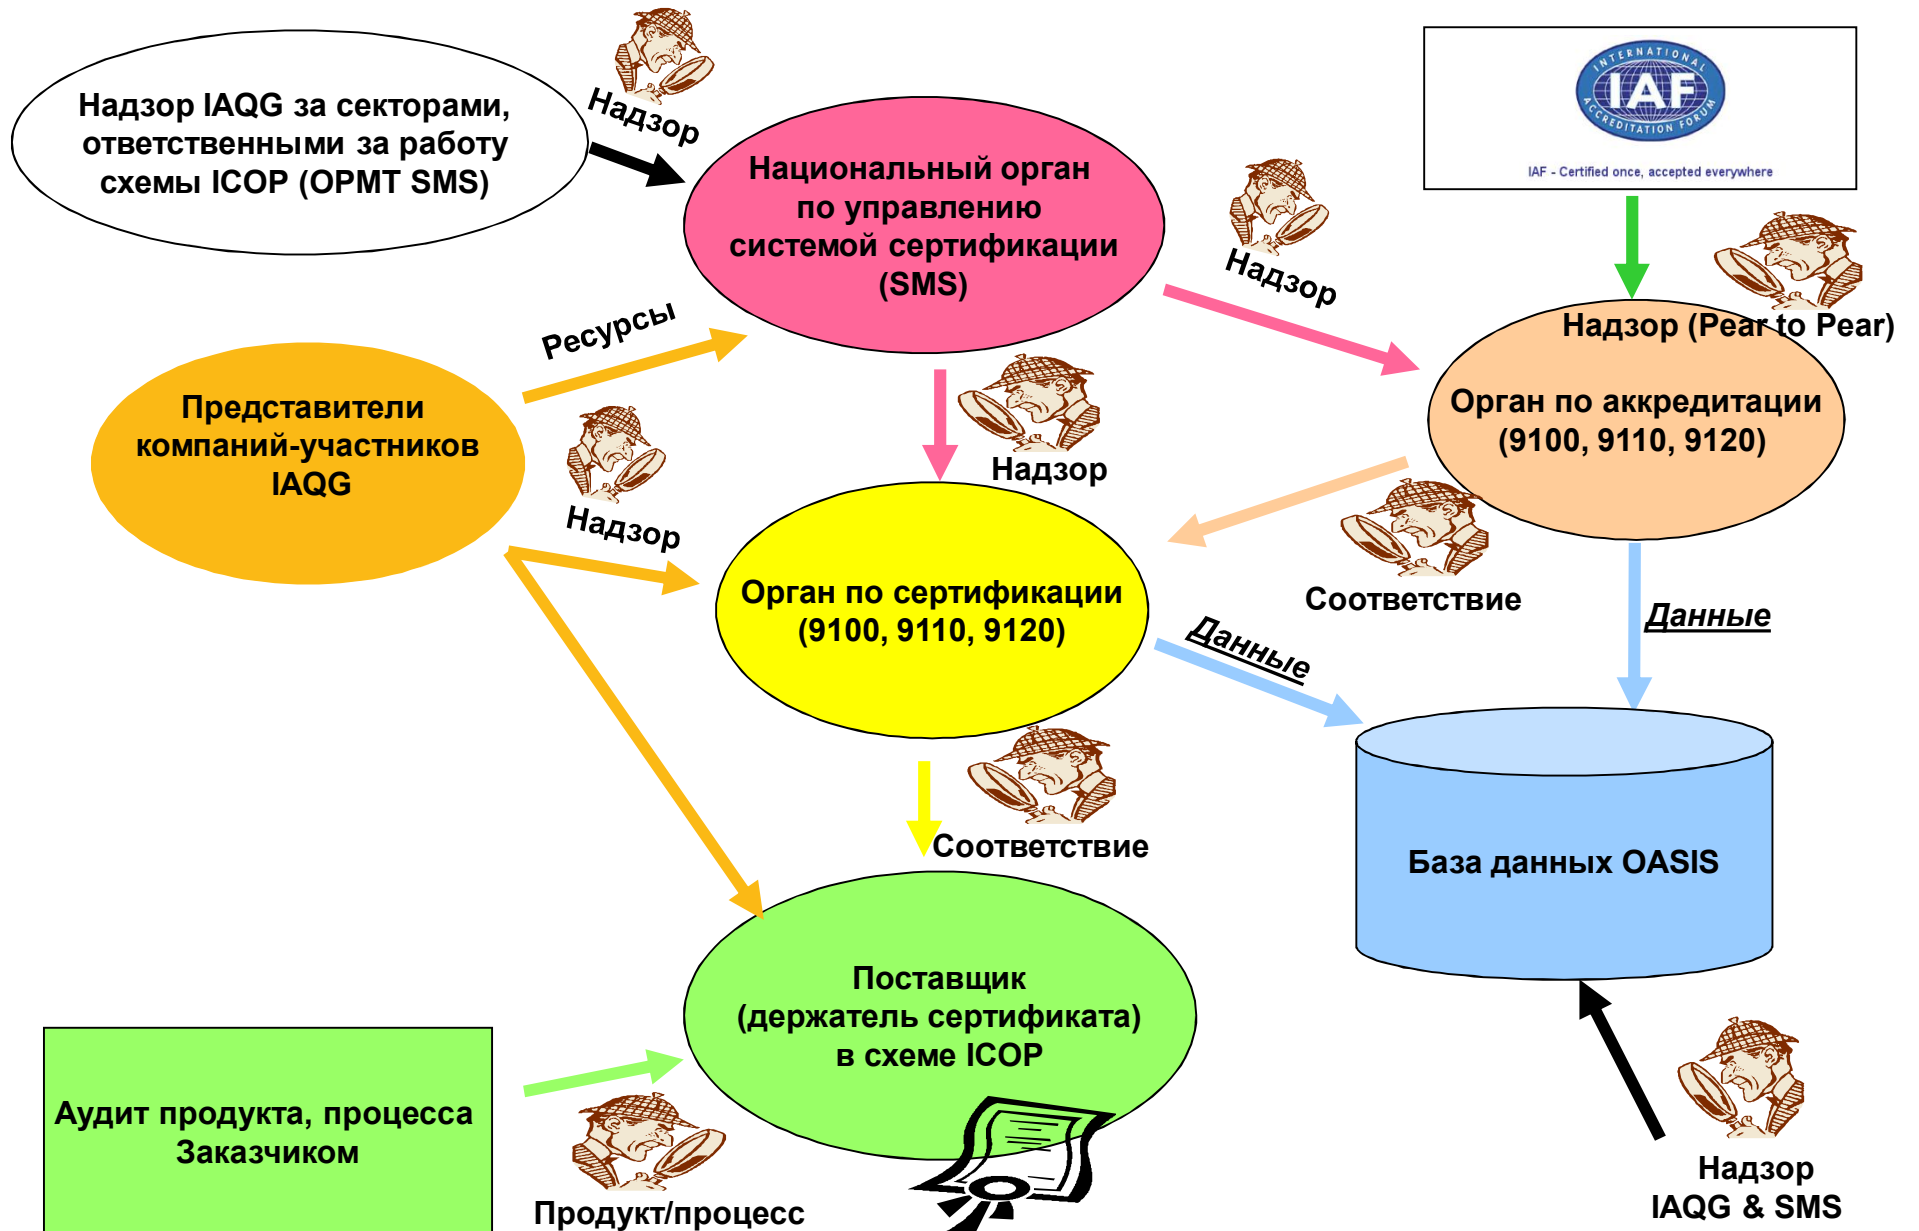 Надзор IAQG за секторами,
ответственными за работу
схемы ICOP (OPMT SMS)
Надзор
Национальный орган
по управлению
системой сертификации
(SMS)
Надзор
INTERNATIONAL
IAF
ACCREDITATION FORUM
IAF - Certified once, accepted everywhere
Надзор (Pear to Pear)
Ресурсы
Представители
компаний-участников
IAQG
Надзор
Надзор
Орган по аккредитации
(9100, 9110, 9120)
Соответствие
Орган по сертификации
(9100, 9110, 9120)
Данные
Данные
Соответствие
База данных OASIS
Поставщик
(держатель сертификата)
в схеме ICOP
Аудит продукта, процесса
Заказчиком
Продукт/процесс
Надзор
IAQG & SMS